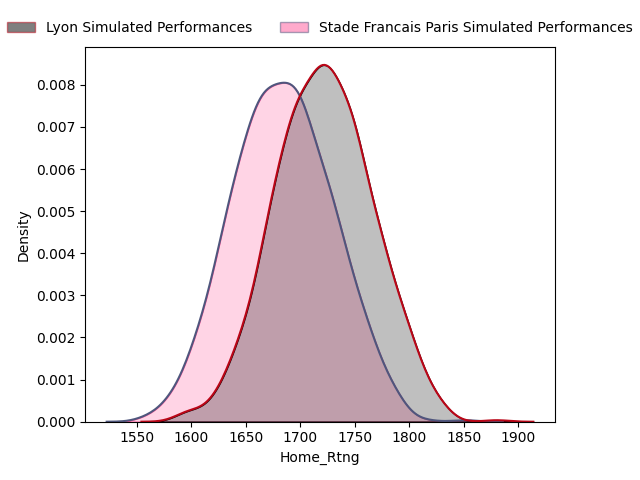 Lyon Simulated Performances
Stade Francais Paris Simulated Performances
0.008
0.007
0.006
0.005
0.004
0.003
0.002
0.001
0.000
Density
1550 1600 1650 1700 1750 1800 1850 1900
Home_Rtng